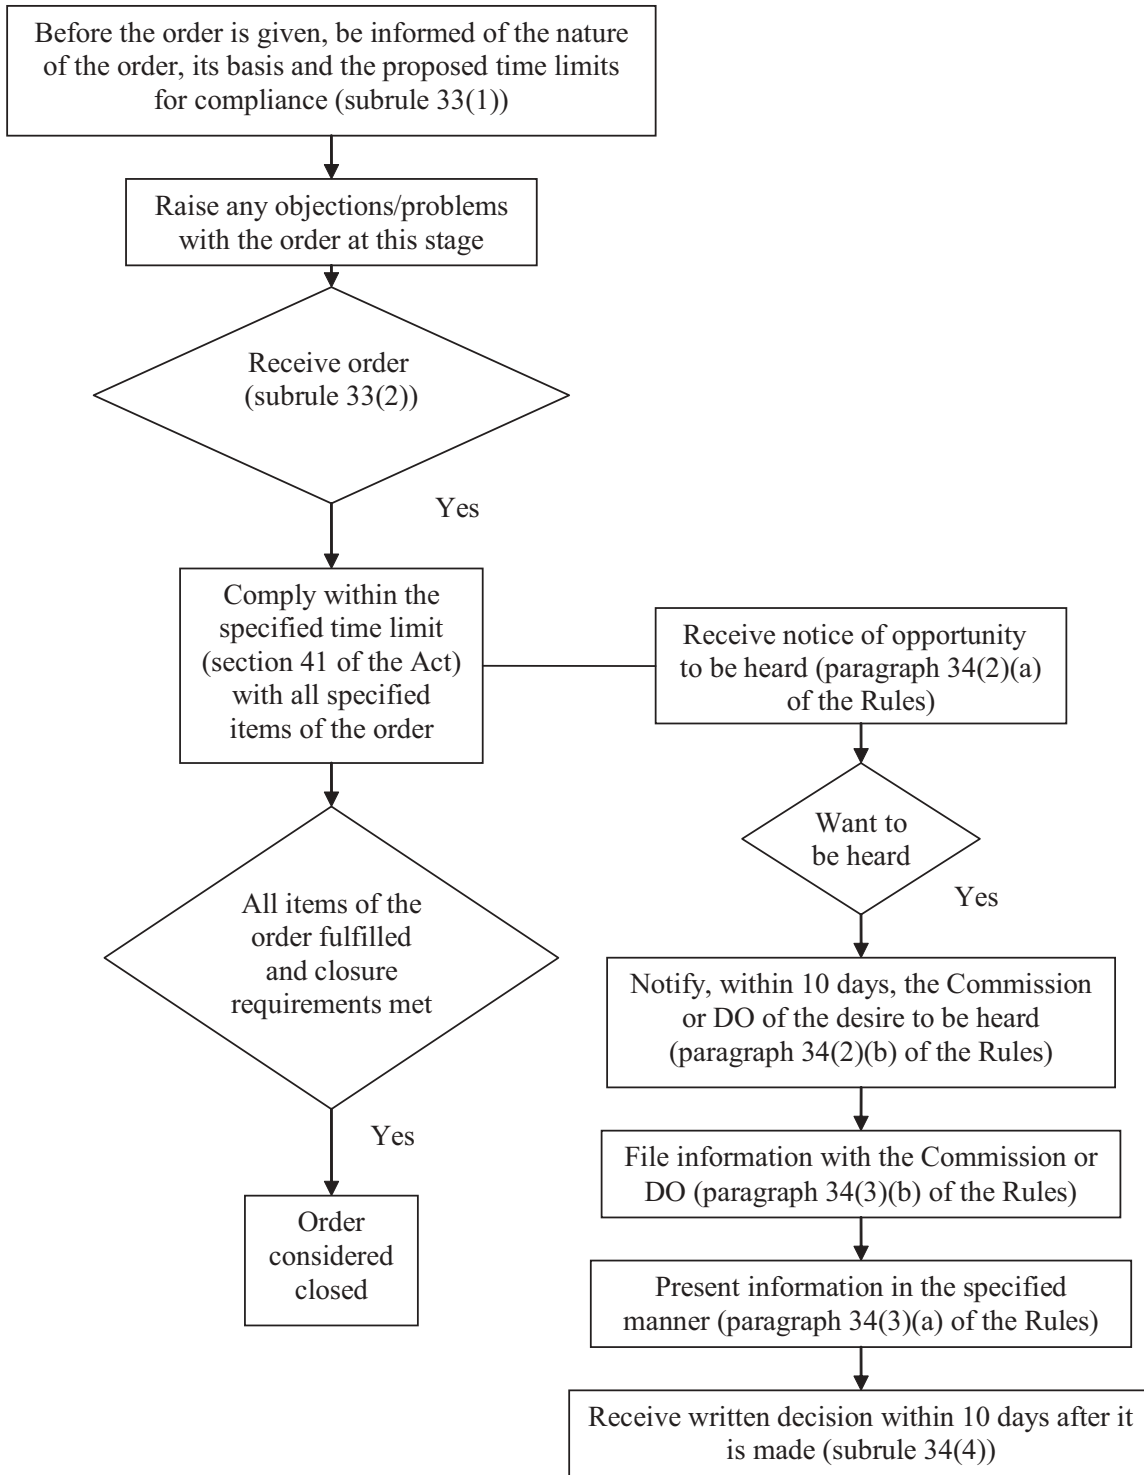 Before the order is given, be informed of the nature
of the order, its basis and the proposed time limits
for compliance (subrule 33(1))
Raise any objections/problems
with the order at this stage
Receive order
(subrule 33(2))
Yes
Comply within the
specified time limit
(section 41 of the Act)
with all specified
items of the order
All items of the
order fulfilled
and closure
requirements met
Yes
Order
considered
closed
Receive notice of opportunity
to be heard (paragraph 34(2)(a)
of the Rules)
Want to
be heard
Yes
Notify, within 10 days, the Commission
or DO of the desire to be heard
(paragraph 34(2)(b) of the Rules)
File information with the Commission or
DO (paragraph 34(3)(b) of the Rules)
Present information in the specified
manner (paragraph 34(3)(a) of the Rules)
Receive written decision within 10 days after it
is made (subrule 34(4))